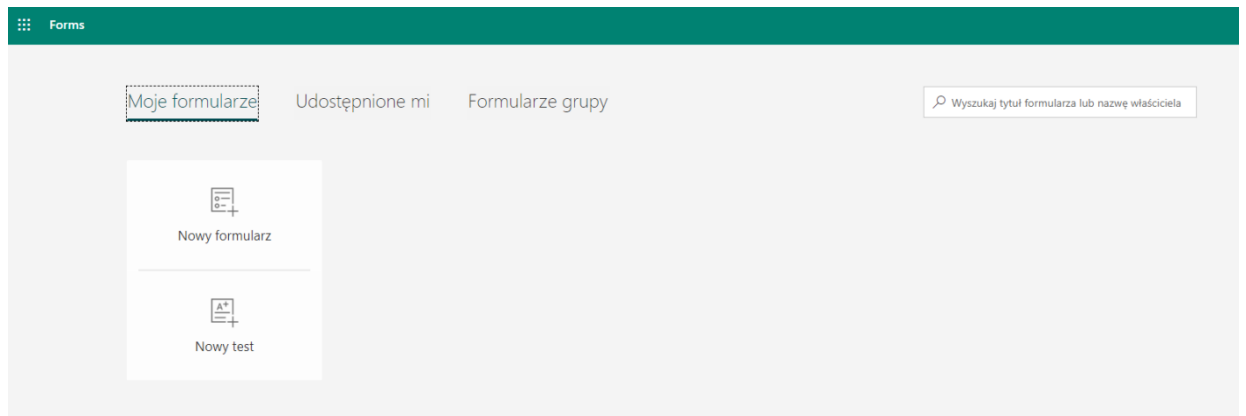 Forms
Moje formularze Udostępnione mi Formularze grupy
Wyszukaj tytuł formularza lub nazwę właściciela
Nowy formularz
Nowy test